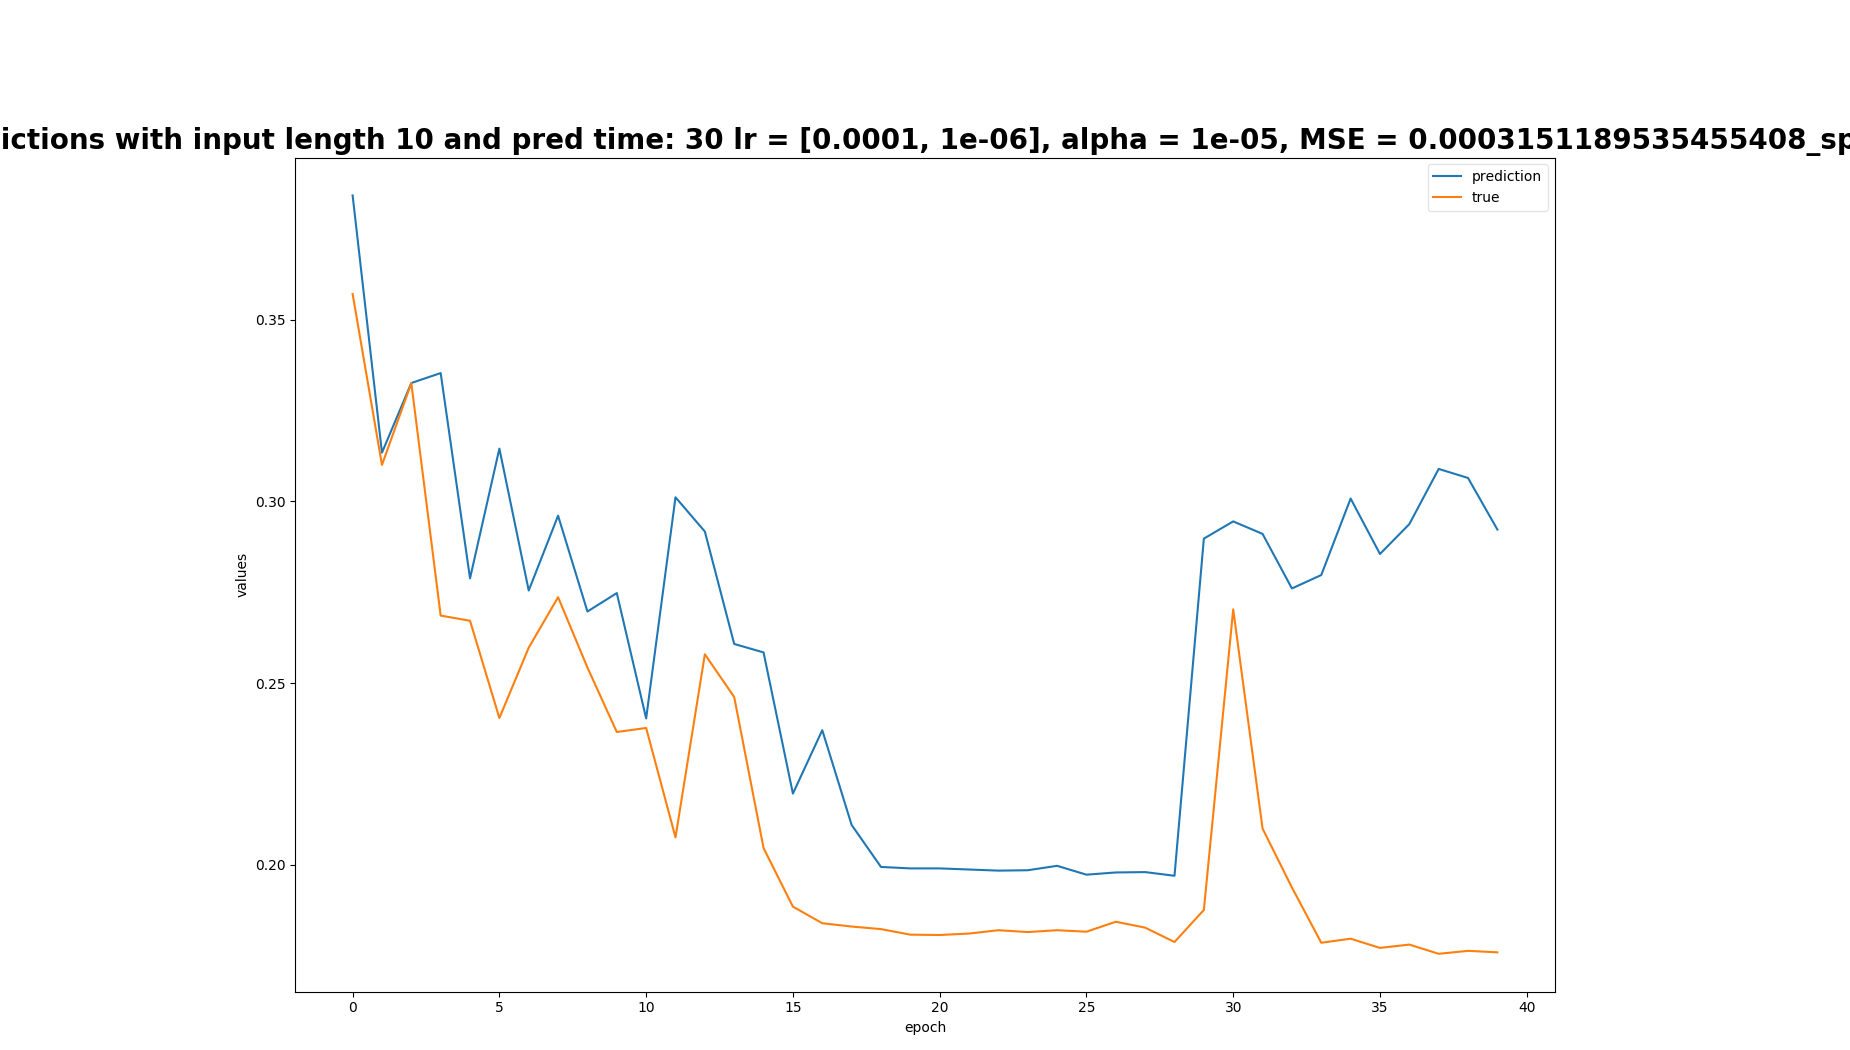 ictions with input length 10 and pred time: 30 lr = [0.0001, 1e-06], alpha = 1e-05, MSE = 0.0003151189535455408_sp
prediction
true
0.35
0.30
0.25
0.20
values
0 5 10 15 20 25 30 35 40
epoch